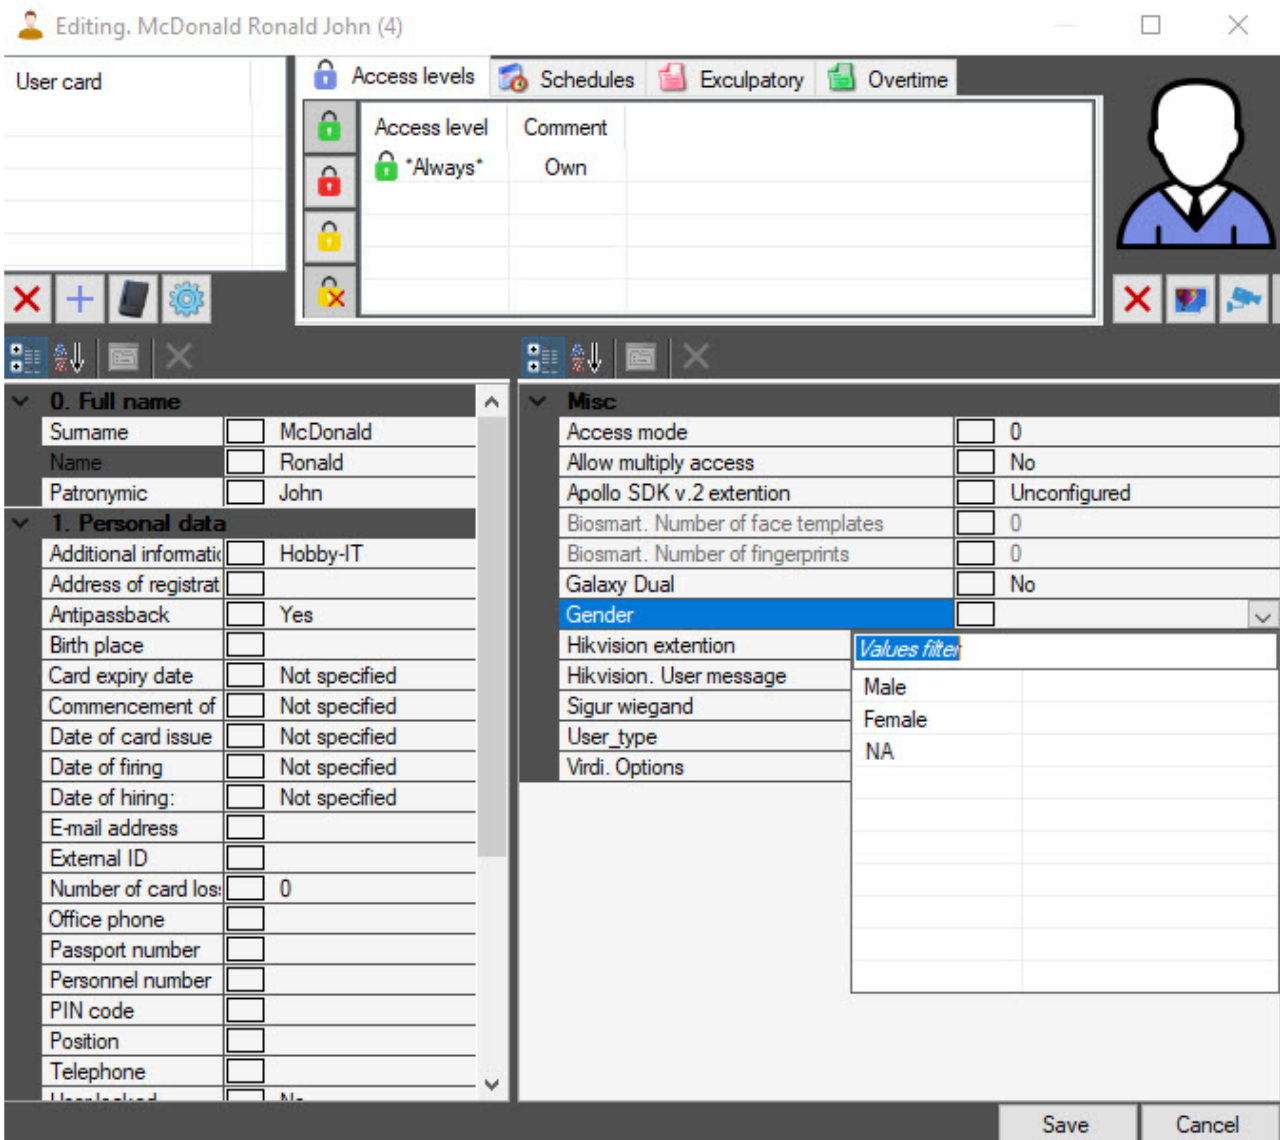 Editing. McDonald Ronald John (4)
User card
Access levels Schedules Exculpatory Overtime
Access level Comment
*Always* Own
0. Full name
Surname McDonald
Name Ronald
Patronymic John
1. Personal data
Additional informatic Hobby-IT
Address of registrat
Antipassback Yes
Birth place
Card expiry date Not specified
Commencement of Not specified
Date of card issue Not specified
Date of firing Not specified
Date of hiring: Not specified
E-mail address
External ID
Number of card los 0
Office phone
Passport number
Personnel number
PIN code
Position
Telephone
User locked No
Misc
Access mode 0
Allow multiply access No
Apollo SDK v.2 extention Unconfigured
Biosmart. Number of face templates 0
Biosmart. Number of fingerprints 0
Galaxy Dual No
Gender
Hikvision extention
Hikvision. User message
Sigur wiegand
User_type
Virdi. Options
Values filter
Male
Female
NA
Save Cancel